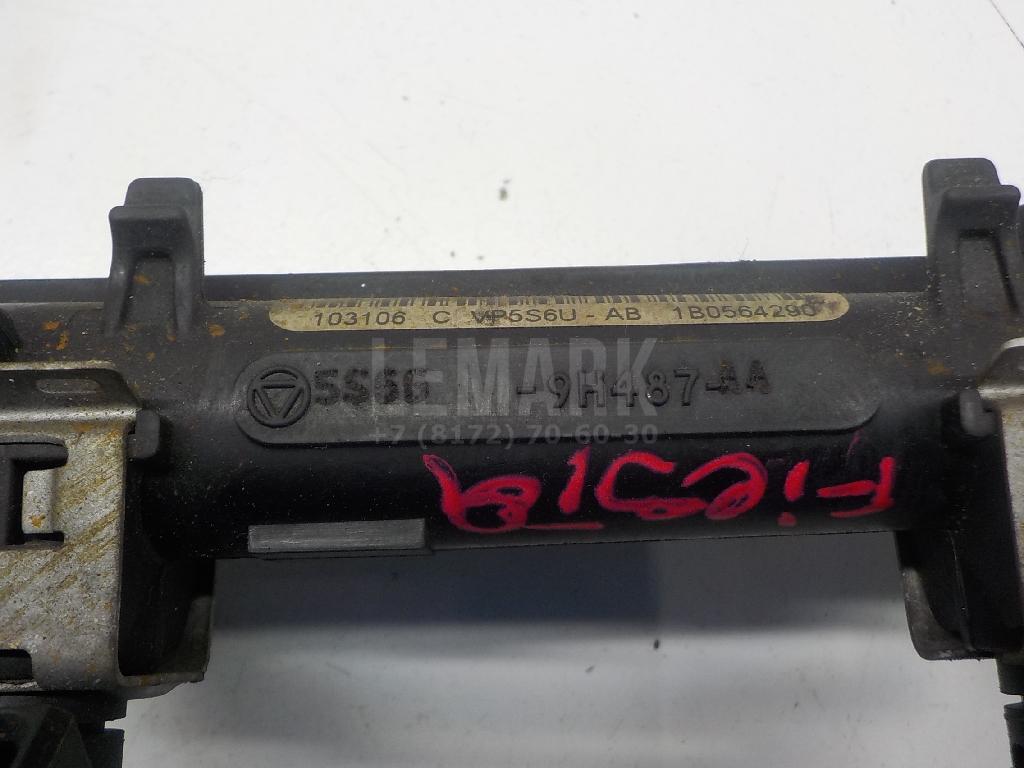 103106 C VP5S6U - AB 1B0564290
5S6G -9H487-AA
LEMARK
+7 (8172) 70-60-30
Fiesta